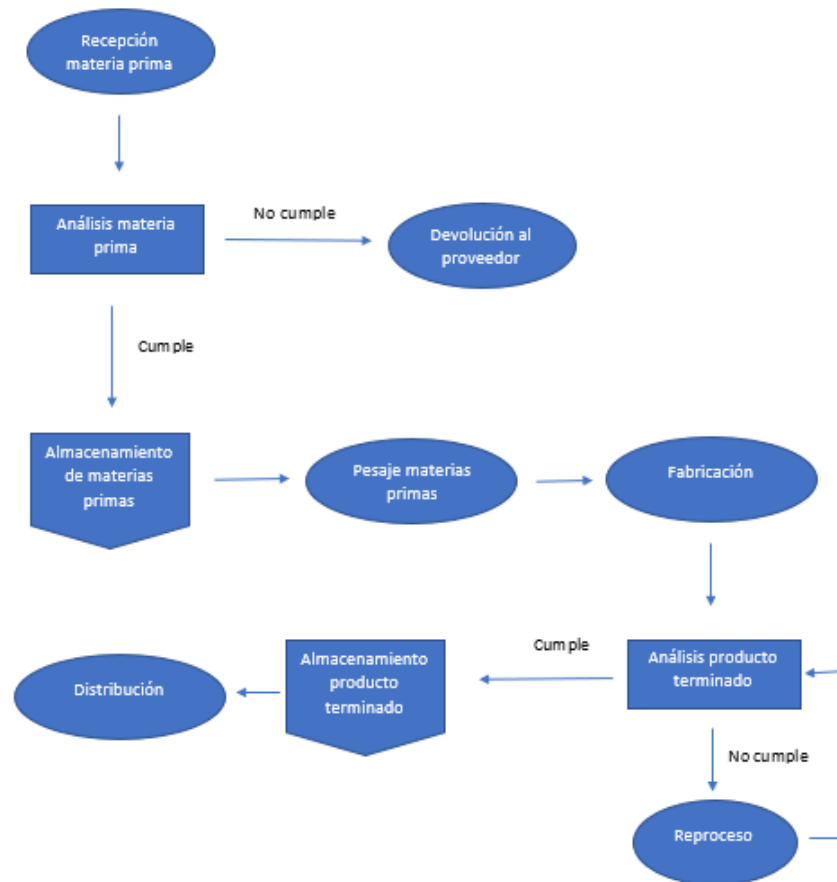 Recepción
materia prima
Análisis materia
prima
No cumple
Devolución al
proveedor
Cumple
Almacenamiento
de materias
primas
Pesaje materias
primas
Fabricación
Distribución
Almacenamiento
producto
terminado
Cumple
Análisis producto
terminado
No cumple
Reproceso